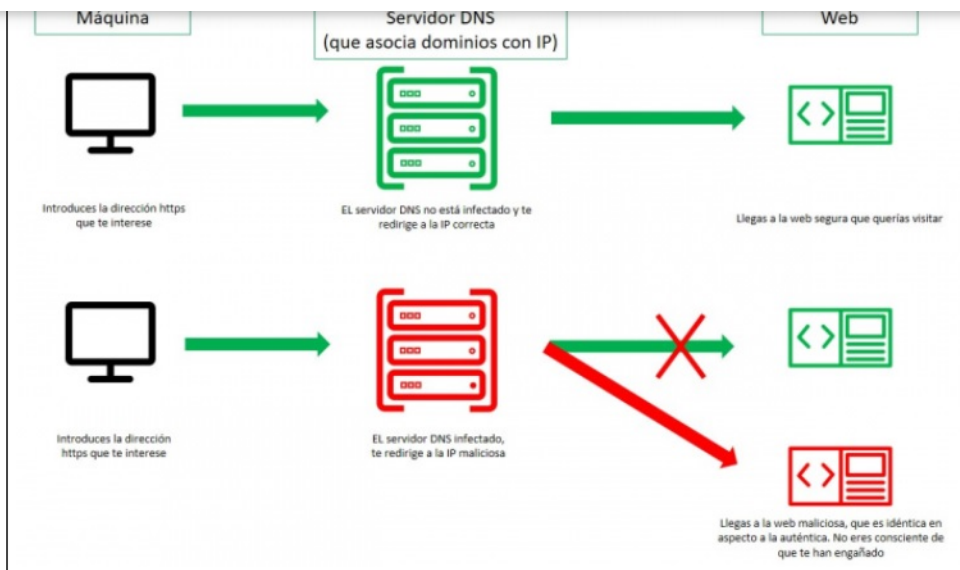 Máquina
Servidor DNS
(que asocia dominios con IP)
Web
Introduces la dirección https
que te interese
EL servidor DNS no está infectado y te
redirige a la IP correcta
Llegas a la web segura que querías visitar
Introduces la dirección
https que te interese
EL servidor DNS infectado,
te redirige a la IP maliciosa
Llegas a la web maliciosa, que es idéntica en
aspecto a la auténtica. No eres consciente de
que te han engañado